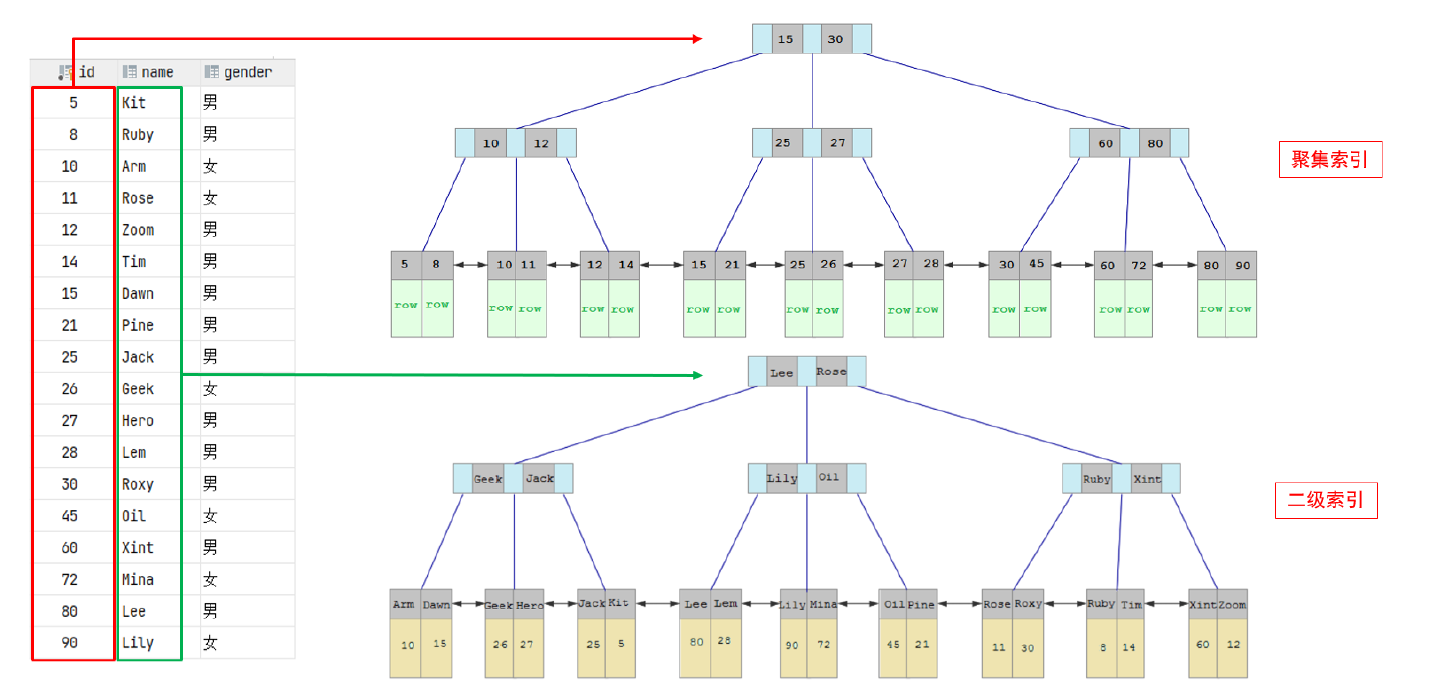 id name gender
5 Kit 男
8 Ruby 男
10 Arm 女
11 Rose 女
12 Zoom 男
14 Tim 男
15 Dawn 男
21 Pine 男
25 Jack 男
26 Geek 女
27 Hero 男
28 Lem 男
30 Roxy 男
45 Oil 女
60 Xint 男
72 Mina 女
80 Lee 男
90 Lily 女
15 30
10 12 25 27 60 80
聚集索引
5 8 10 11 12 14 15 21 25 26 27 28 30 45 60 72 80 90
row row row row row row row row row row row row row row row row row row
Lee Rose
Geek Jack Lily Oil Ruby Xint
二级索引
Arm Dawn Geek Hero Jack Kit Lee Lem Lily Mina Oil Pine Rose Roxy Ruby Tim Xint Zoom
10 15 26 27 25 5 80 28 90 72 45 21 11 30 8 14 60 12